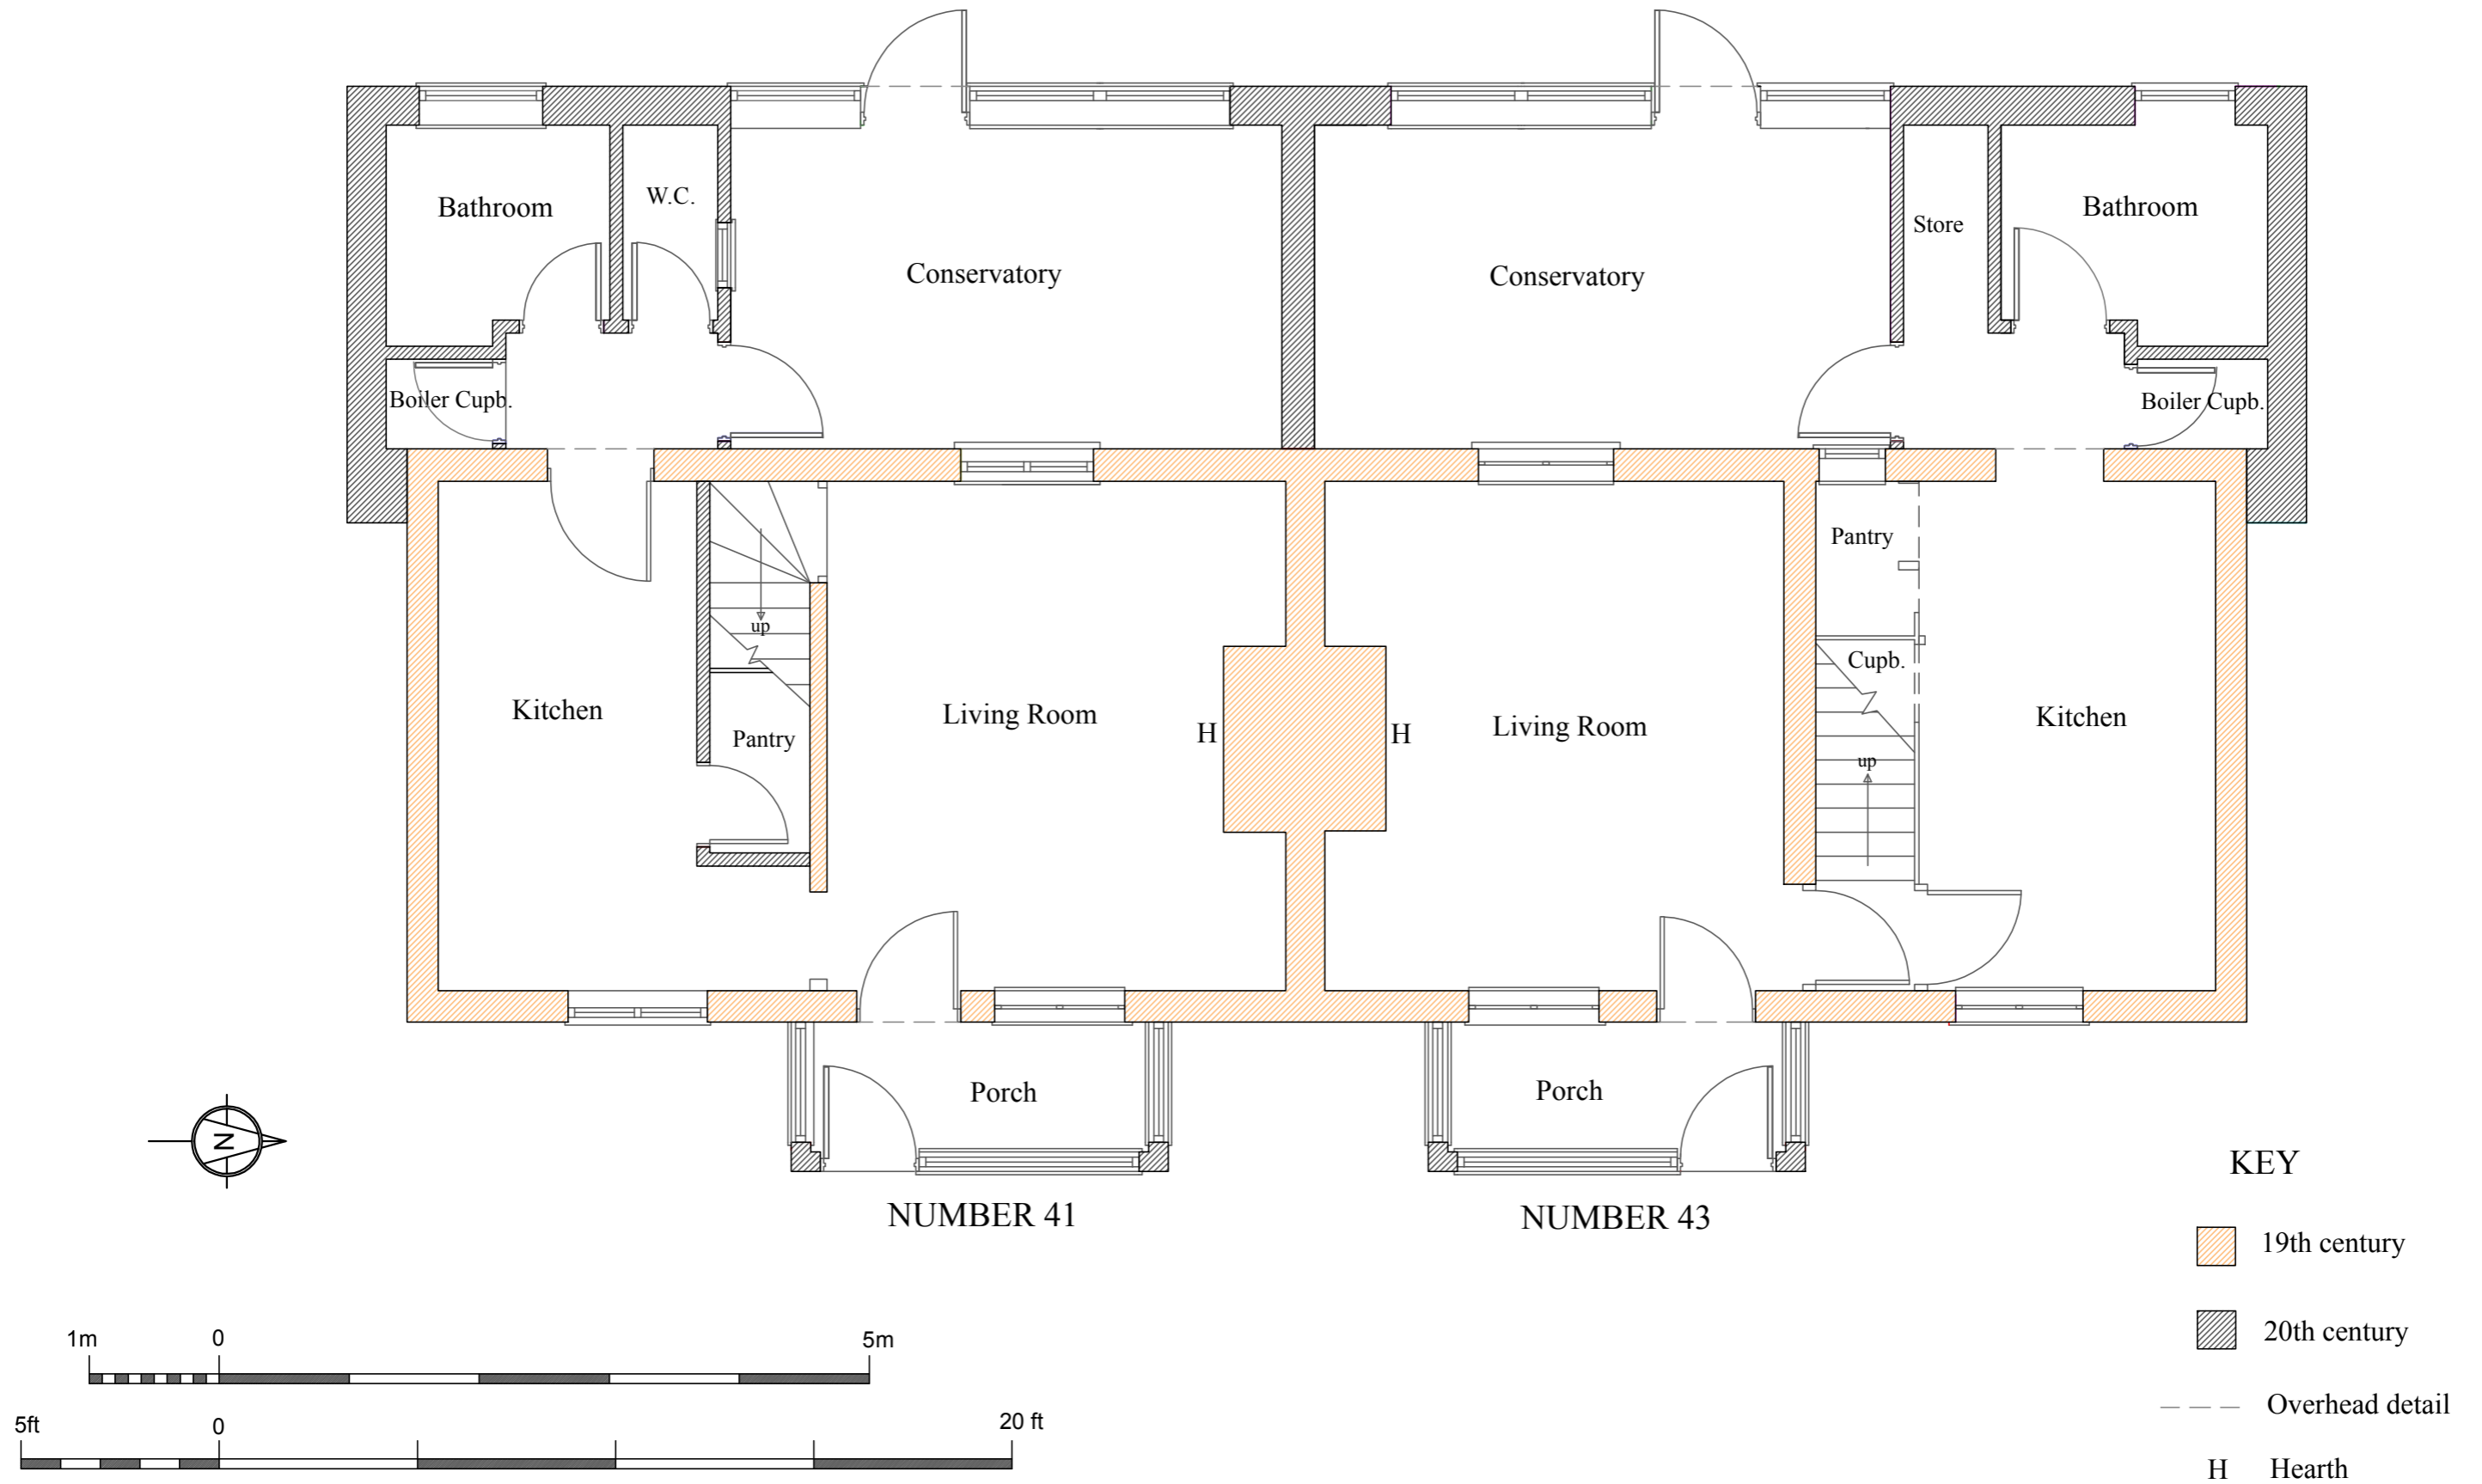 Bathroom
W.C.
Store
Bathroom
Conservatory
Conservatory
Boiler Cupb.
Boiler Cupb.
Pantry
up
Cupb.
Kitchen
Living Room
H
H
Living Room
Kitchen
Pantry
up
Porch
Porch
N
NUMBER 41
NUMBER 43
KEY
19th century
20th century
Overhead detail
H Hearth
1m 0 5m
5ft 0 20 ft